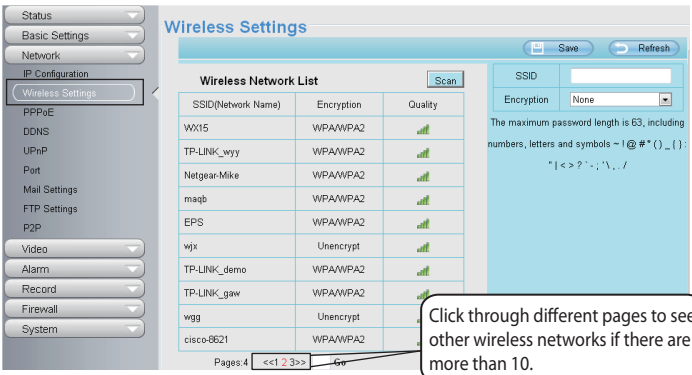 Status
Basic Settings
Network
IP Configuration
Wireless Settings
PPPoE
DDNS
UPnP
Port
Mail Settings
FTP Settings
P2P
Video
Alarm
Record
Firewall
System
Wireless Settings
Save Refresh
Wireless Network List Scan
SSID(Network Name) Encryption Quality
WX15 WPA/WPA2
TP-LINK_wyy WPA/WPA2
Netgear-Mike WPA/WPA2
maqb WPA/WPA2
EPS WPA/WPA2
wjx Unencrypt
TP-LINK_demo WPA/WPA2
TP-LINK_gaw WPA/WPA2
wgg Unencrypt
cisco-8621 WPA/WPA2
Pages:4 <<1 2 3>> Go
SSID
Encryption None
The maximum password length is 63, including
numbers, letters and symbols ~ ! @ # * ( ) _ { } :
" | < > ? ` - ; ' \ , . /
Click through different pages to see
other wireless networks if there are
more than 10.